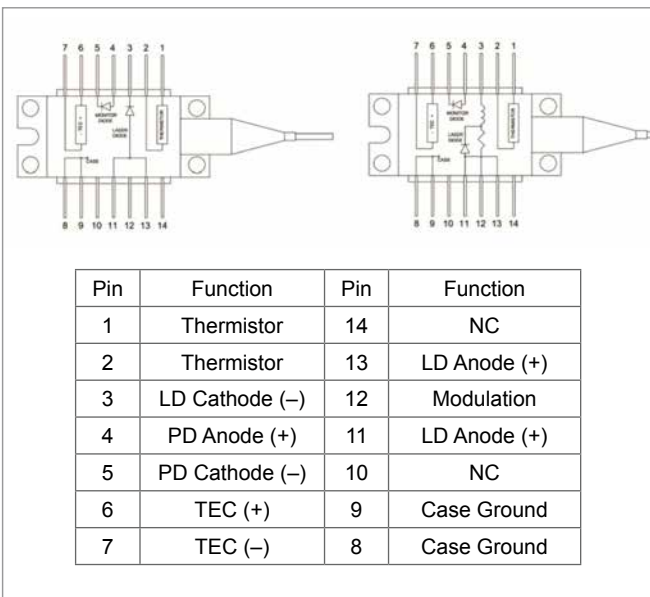 7 6 5 4 3 2 1
- TEC +
MONITOR DIODE
LASER DIODE
THERMISTOR
CASE
8 9 10 11 12 13 14
7 6 5 4 3 2 1
- TEC +
MONITOR DIODE
LASER DIODE
THERMISTOR
CASE
8 9 10 11 12 13 14
Pin Function Pin Function
1 Thermistor 14 NC
2 Thermistor 13 LD Anode (+)
3 LD Cathode (–) 12 Modulation
4 PD Anode (+) 11 LD Anode (+)
5 PD Cathode (–) 10 NC
6 TEC (+) 9 Case Ground
7 TEC (–) 8 Case Ground